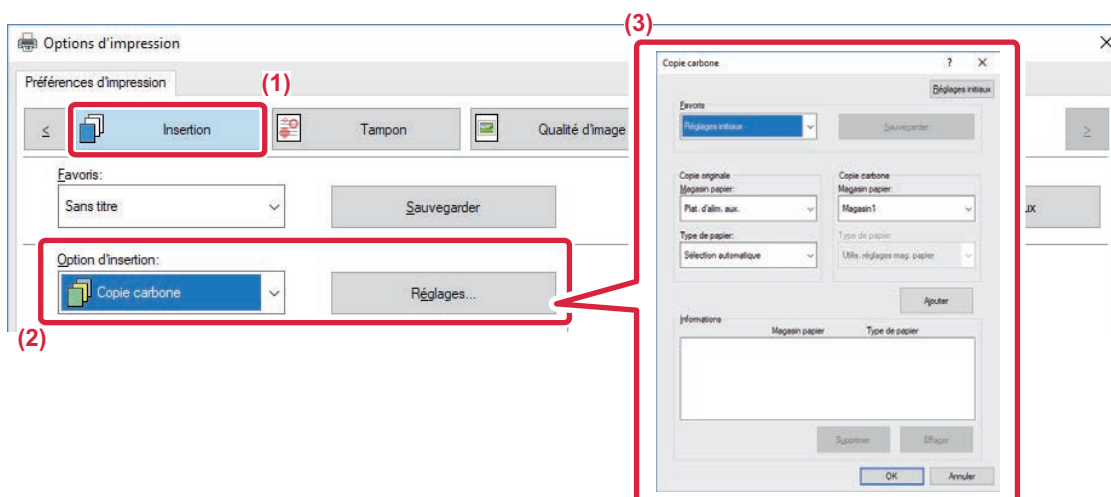 (3)
Options d'impression
Préférences d'impression
(1)
<
Insertion
Tampon
Qualité d'image
>
Favoris:
Sans titre
Sauvegarder
ux
Option d'insertion:
Copie carbone
Réglages...
(2)
Copie carbone
?
Réglages initiaux
Favoris
Réglages initiaux
Sauvegarder
Copie originale
Copie carbone
Magasin papier:
Magasin papier:
Plat. d'alim. aux.
Magasin1
Type de papier:
Type de papier:
Sélection automatique
Utilis. réglages mag. papier
Ajouter
Informations
Magasin papier
Type de papier
Supprimer
Effacer
OK
Annuler